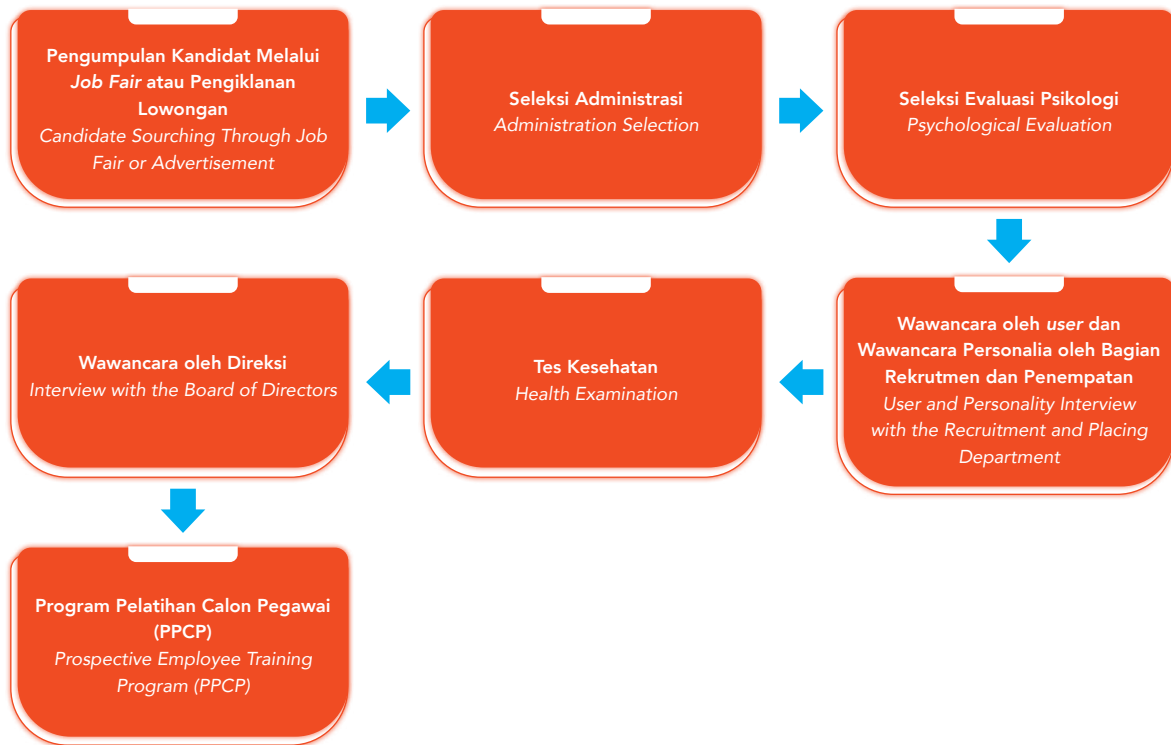 Pengumpulan Kandidat Melalui
Job Fair atau Pengiklanan
Lowongan
Candidate Sourching Through Job
Fair or Advertisement
Seleksi Administrasi
Administration Selection
Seleksi Evaluasi Psikologi
Psychological Evaluation
Wawancara oleh user dan
Wawancara Personalia oleh Bagian
Rekrutmen dan Penempatan
User and Personality Interview
with the Recruitment and Placing
Department
Tes Kesehatan
Health Examination
Wawancara oleh Direksi
Interview with the Board of Directors
Program Pelatihan Calon Pegawai
(PPCP)
Prospective Employee Training
Program (PPCP)